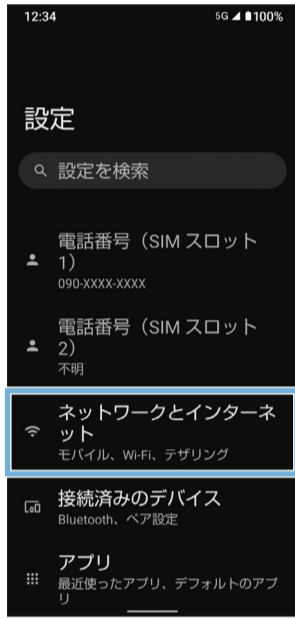 12:34 5G 100%
設定
設定を検索
電話番号（SIM スロット
1）
090-XXXX-XXXX
電話番号（SIM スロット
2）
不明
ネットワークとインターネ
ット
モバイル、Wi-Fi、テザリング
接続済みのデバイス
Bluetooth、ペア設定
アプリ
最近使ったアプリ、デフォルトのアプ
リ